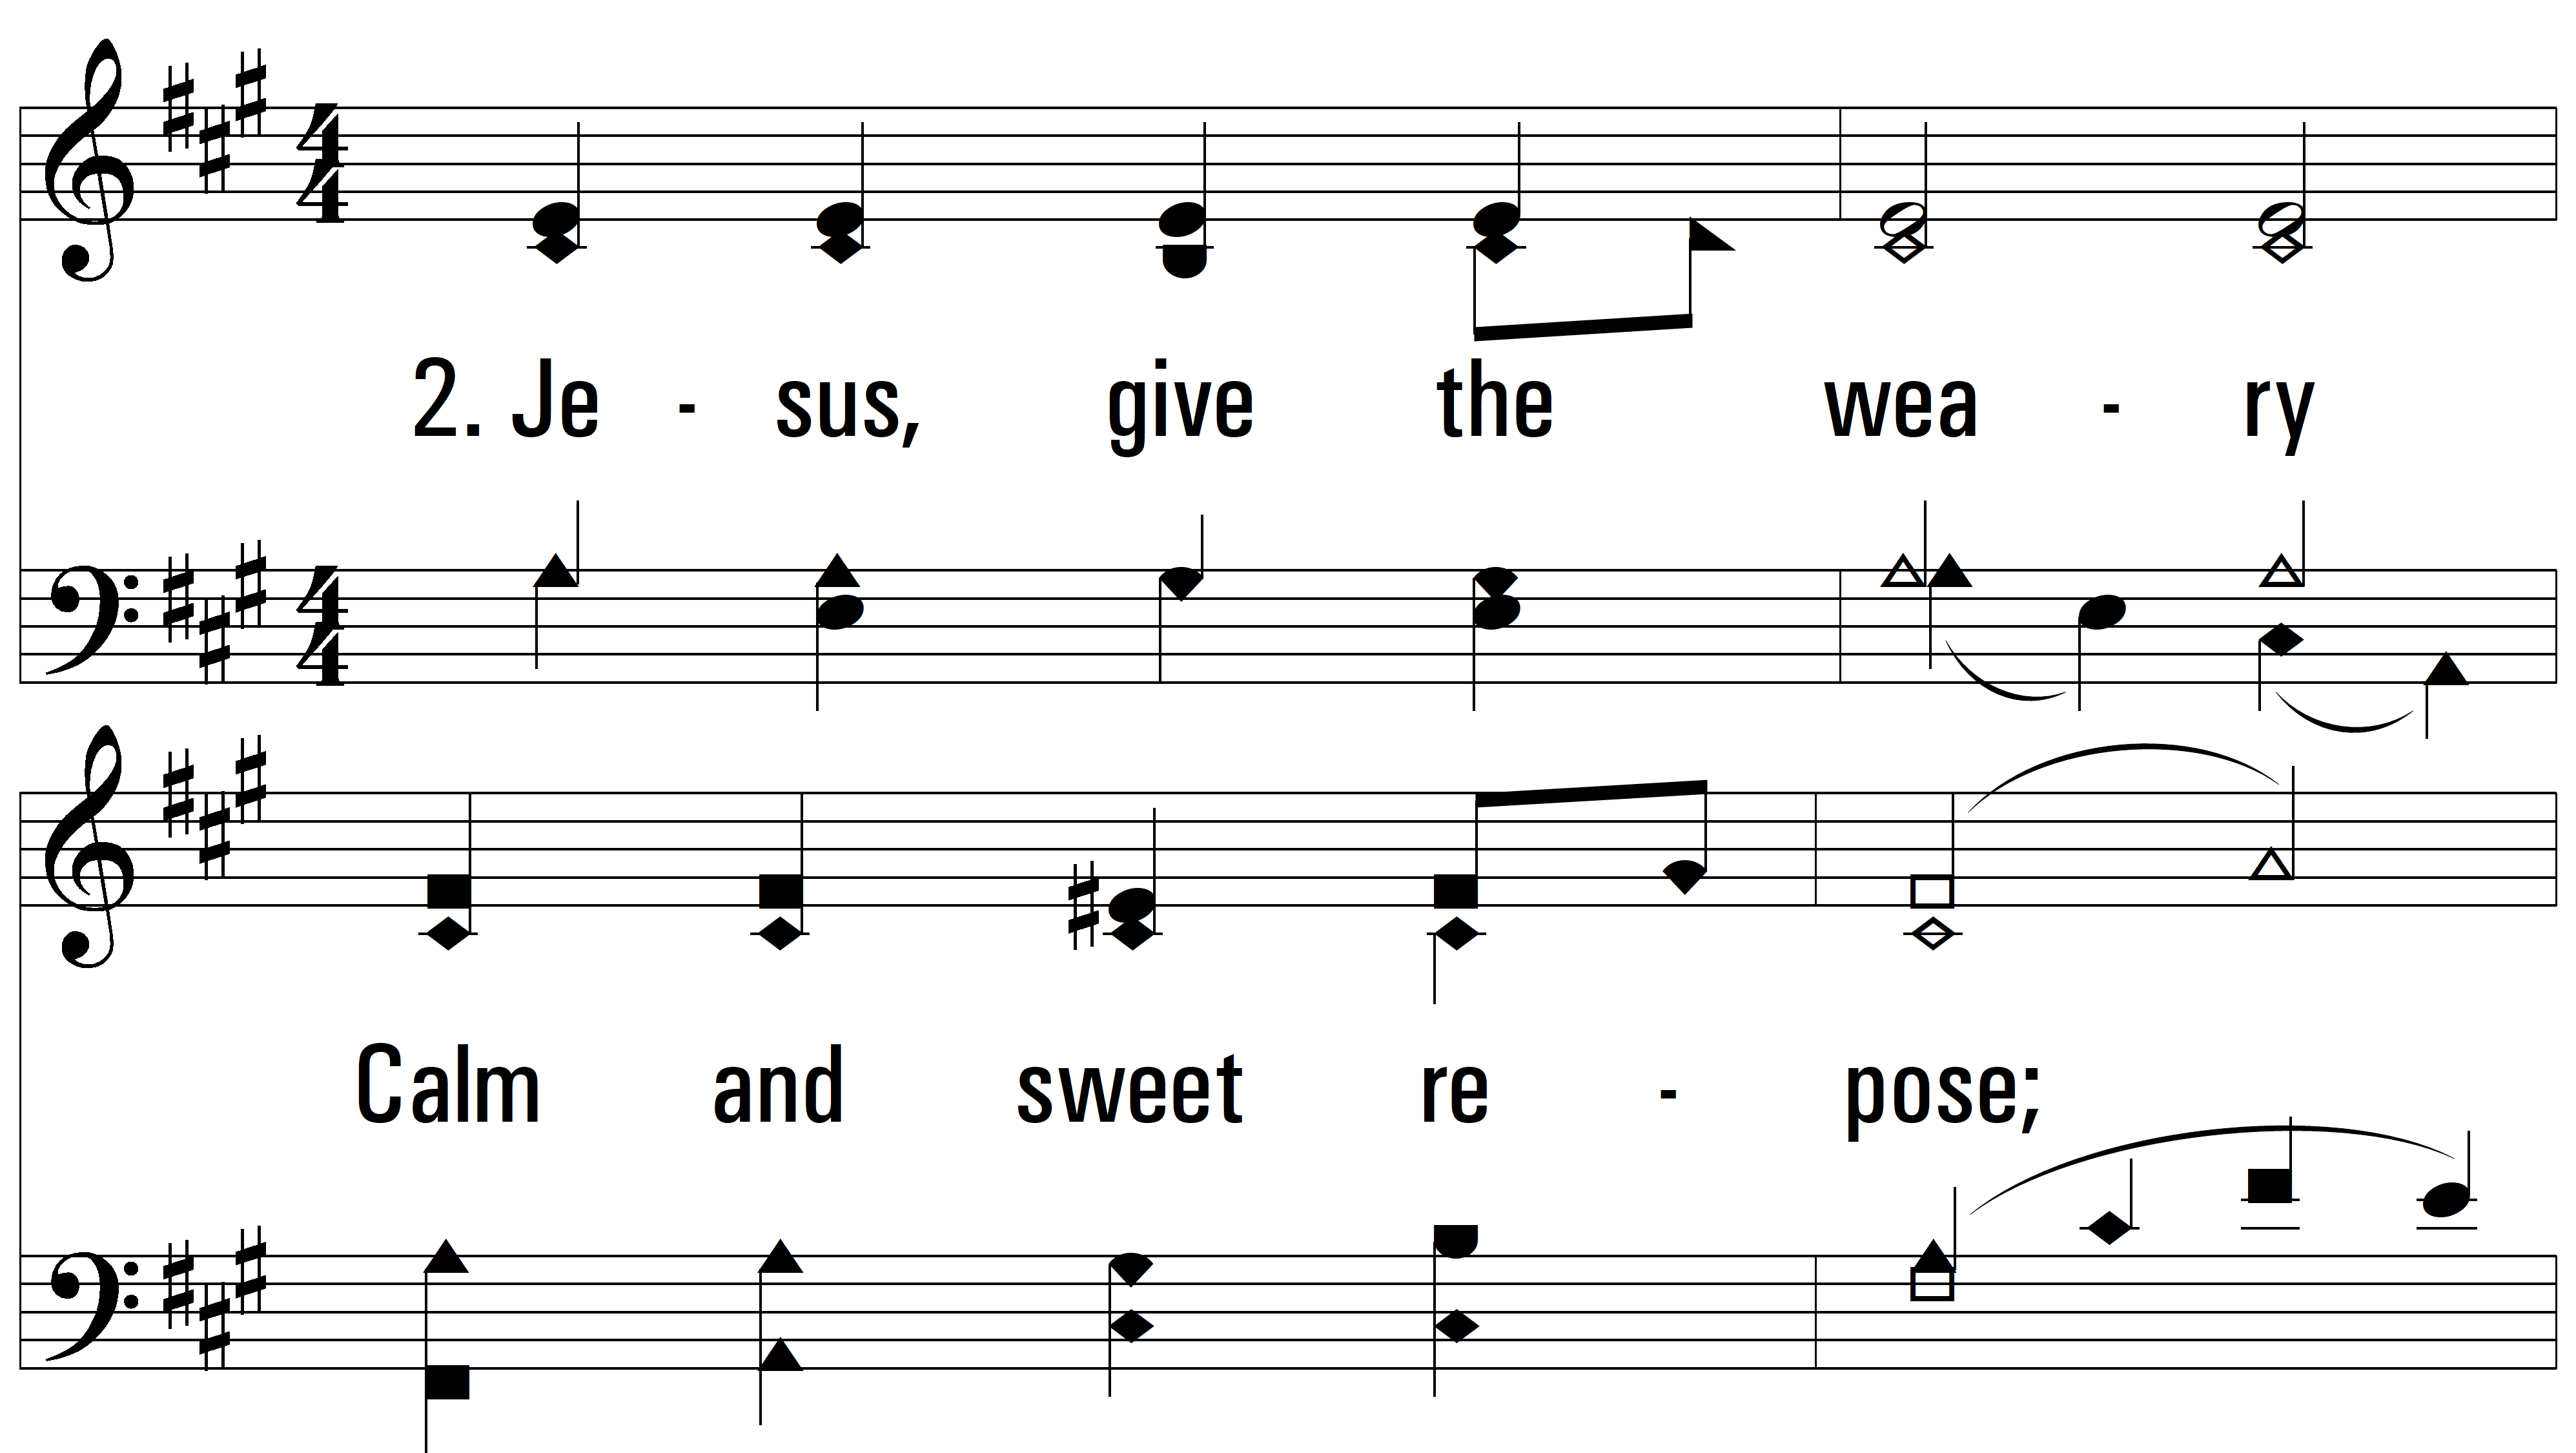 2. Je - sus, give the wea - ry
Calm and sweet re - pose;